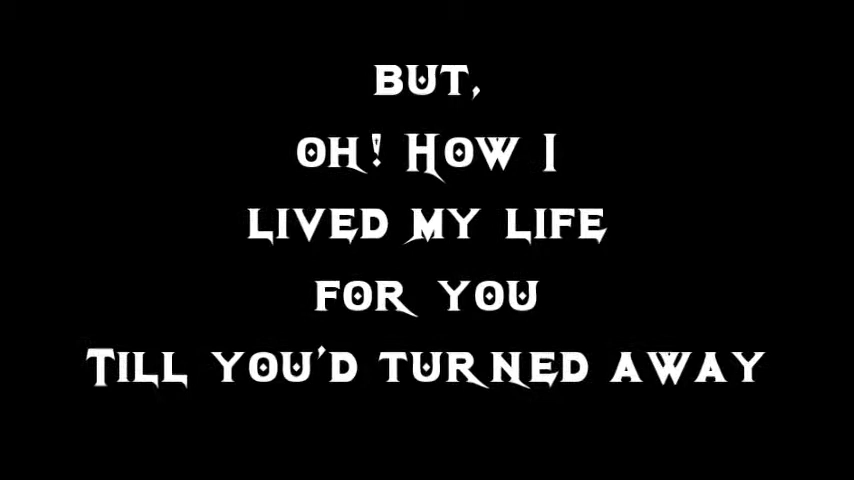 BUT,
OH! HOW I
LIVED MY LIFE
FOR YOU
TILL YOU'D TURNED AWAY